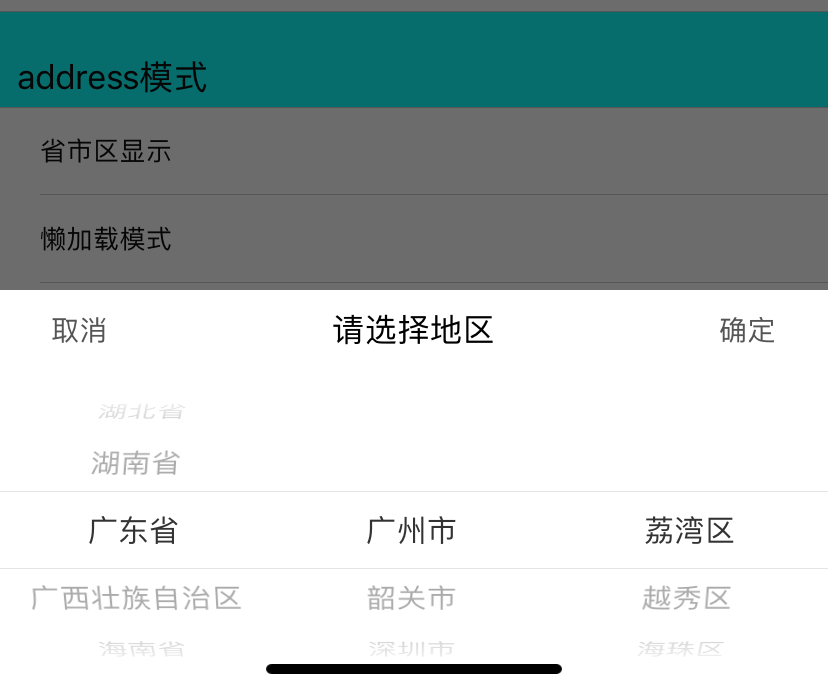 address模式
省市区显示
懒加载模式
取消 请选择地区 确定
湖北省
湖南省
广东省 广州市 荔湾区
广西壮族自治区 韶关市 越秀区
海南省 深圳市 海珠区